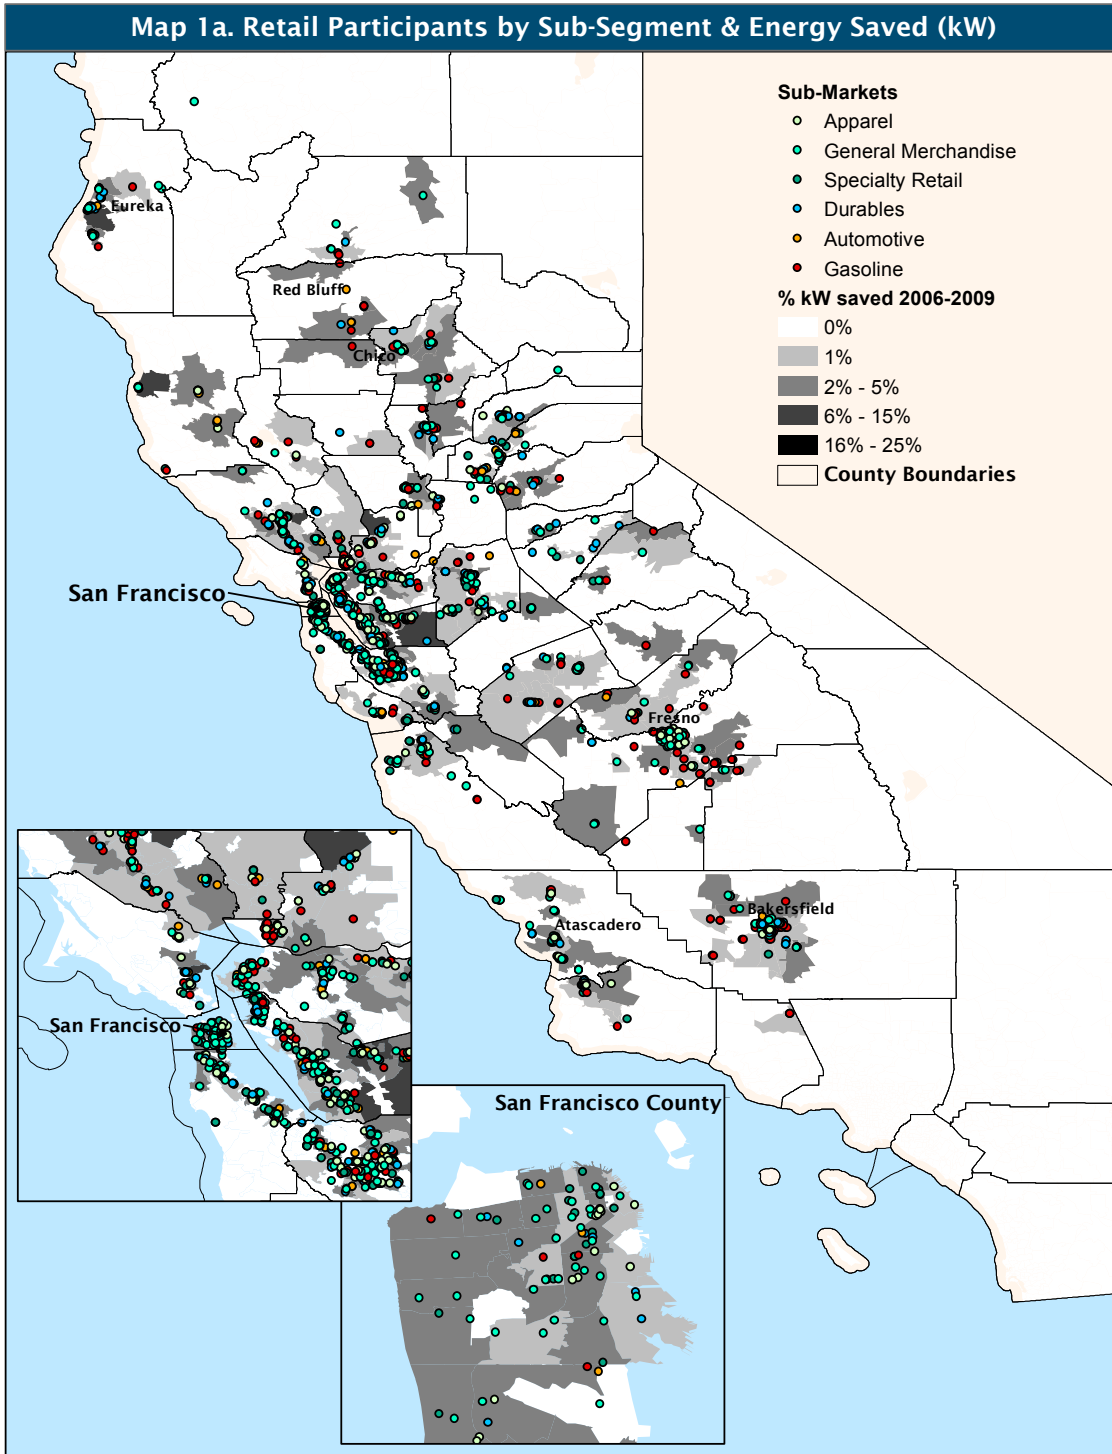 Map 1a. Retail Participants by Sub-Segment & Energy Saved (kW)
Sub-Markets
Apparel
General Merchandise
Specialty Retail
Durables
Automotive
Gasoline
% kW saved 2006-2009
0%
1%
2% - 5%
6% - 15%
16% - 25%
County Boundaries
Eureka
Red Bluff
Chico
San Francisco
Fresno
Bakersfield
Atascadero
San Francisco
San Francisco County